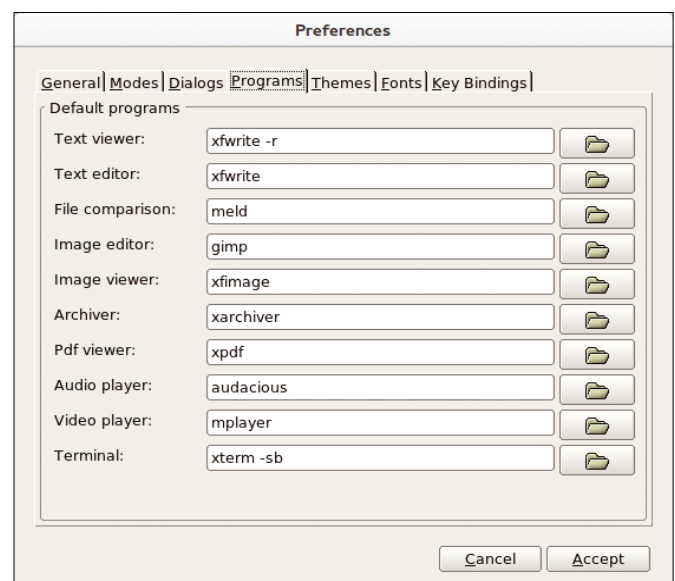 Preferences
General Modes Dialogs Programs Themes Fonts Key Bindings
Default programs
Text viewer: xfwrite -r
Text editor: xfwrite
File comparison: meld
Image editor: gimp
Image viewer: xfimage
Archiver: xarchiver
Pdf viewer: xpdf
Audio player: audacious
Video player: mplayer
Terminal: xterm -sb
Cancel Accept